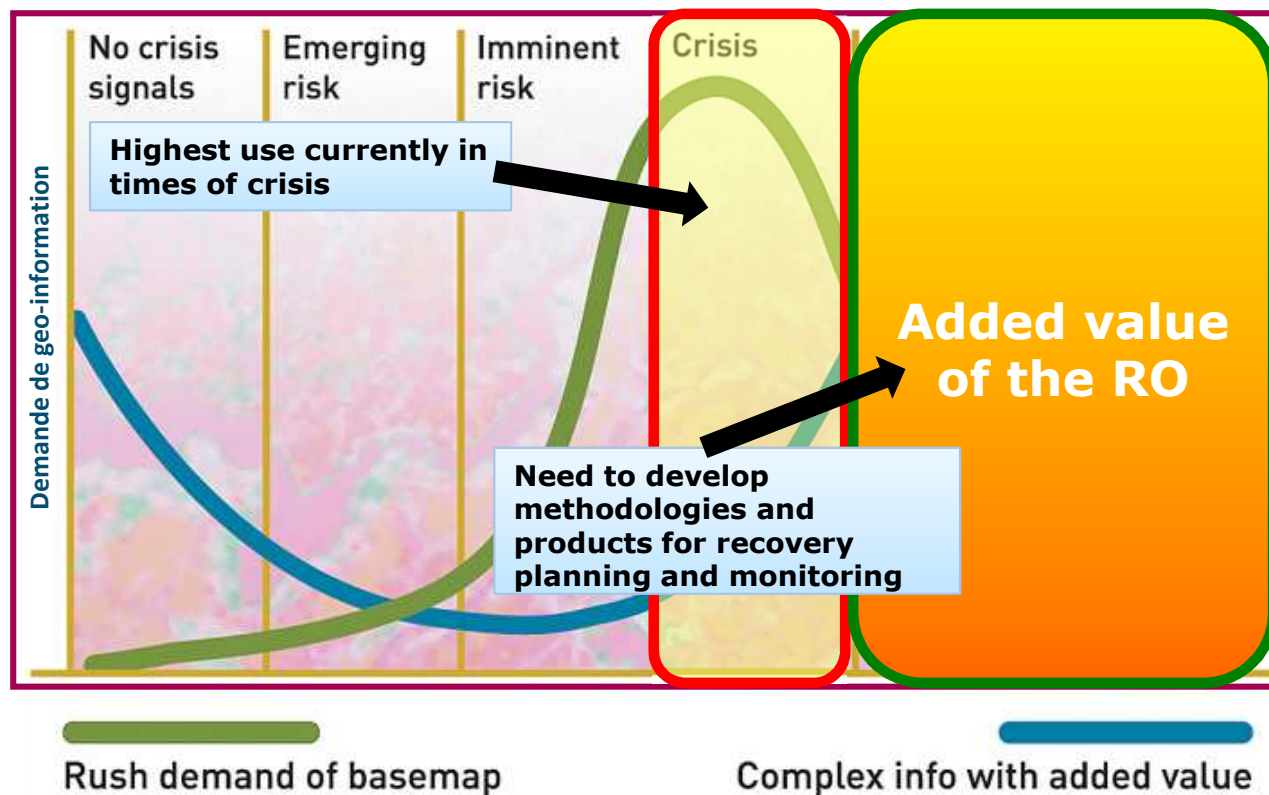 No crisis
signals
Emerging
risk
Imminent
risk
Crisis
Highest use currently in
times of crisis
Demande de geo-information
Added value
of the RO
Need to develop
methodologies and
products for recovery
planning and monitoring
Rush demand of basemap
Complex info with added value